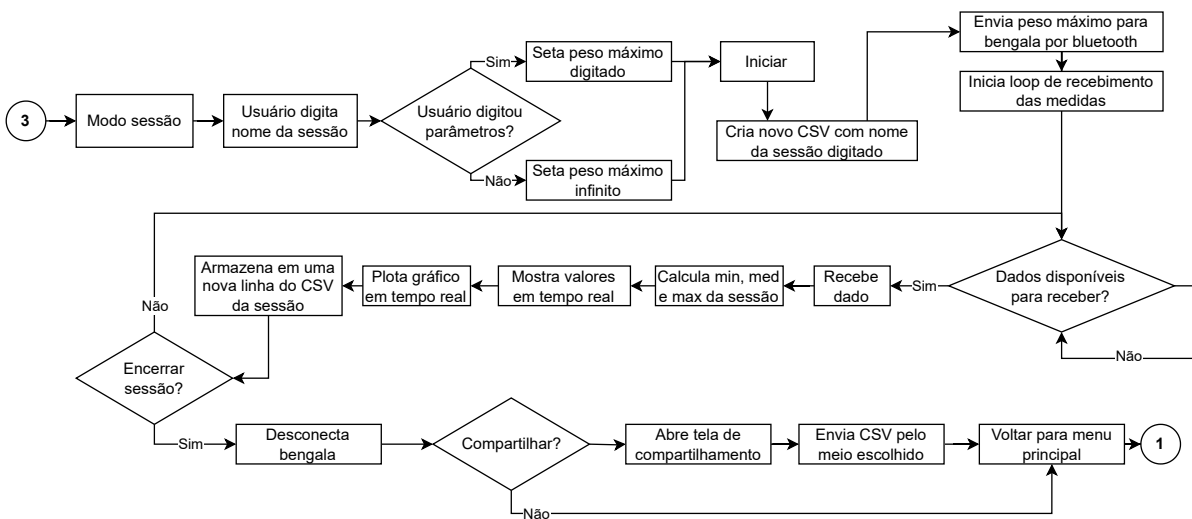 3
Modo sessão
Usuário digita
nome da sessão
Usuário digitou
parâmetros?
Sim
Seta peso máximo
digitado
Não
Seta peso máximo
infinito
Iniciar
Cria novo CSV com nome
da sessão digitado
Envia peso máximo para
bengala por bluetooth
Inicia loop de recebimento
das medidas
Dados disponíveis
para receber?
Não
Sim
Recebe
dado
Calcula min, med
e max da sessão
Mostra valores
em tempo real
Plota gráfico
em tempo real
Armazena em uma
nova linha do CSV
da sessão
Encerrar
sessão?
Não
Sim
Desconecta
bengala
Compartilhar?
Não
Abre tela de
compartilhamento
Envia CSV pelo
meio escolhido
Voltar para menu
principal
1